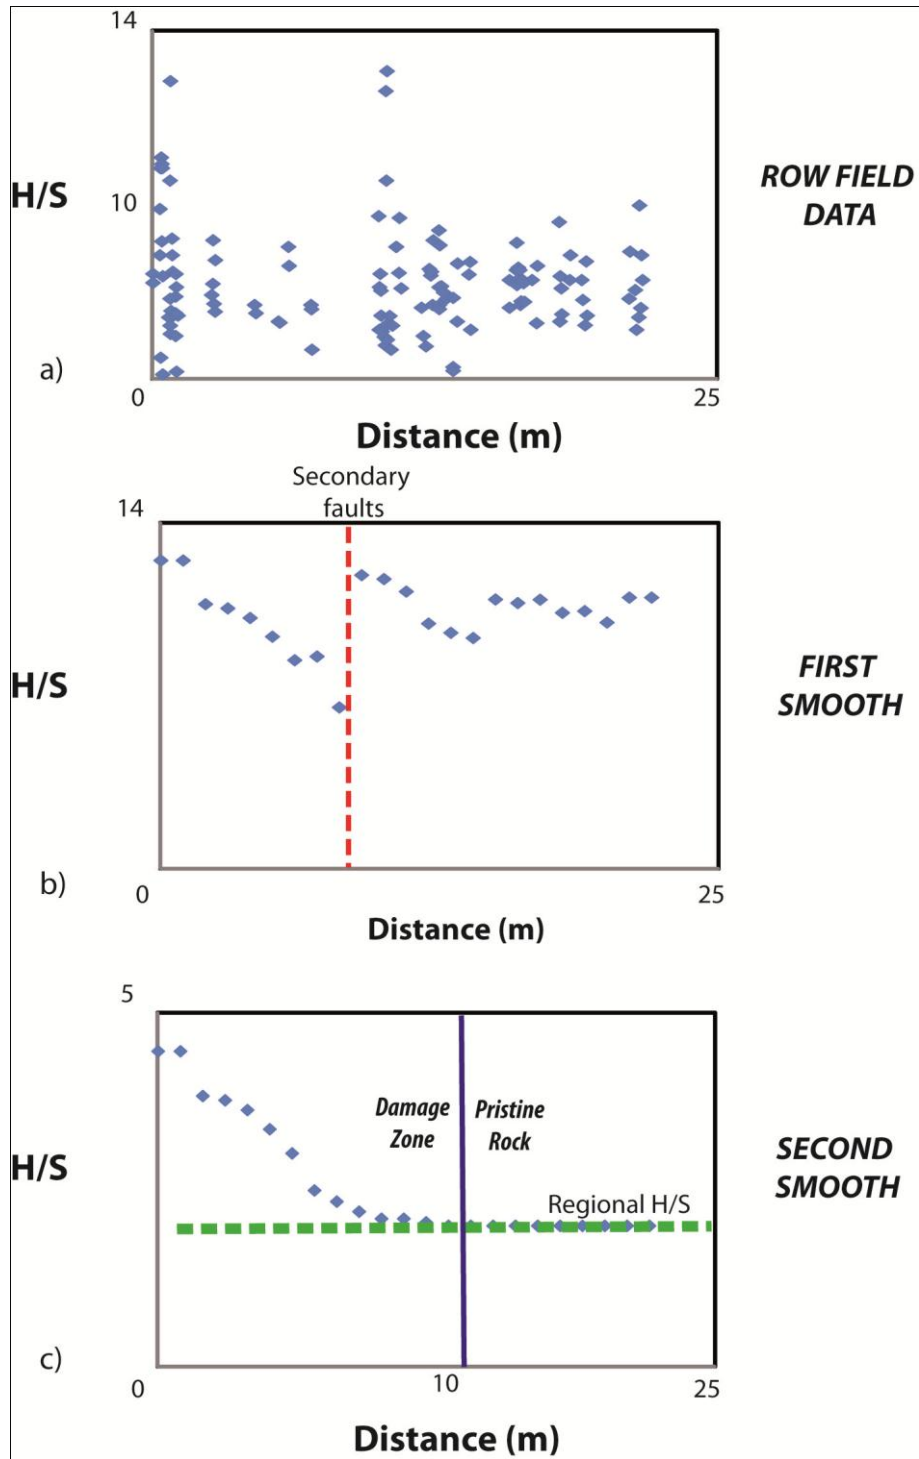 14
H/S
10
ROW FIELD
DATA
a)
0
25
Distance (m)
Secondary
faults
14
H/S
FIRST
SMOOTH
b)
0
25
Distance (m)
5
Damage
Zone
Pristine
Rock
H/S
SECOND
SMOOTH
Regional H/S
c)
0
10
25
Distance (m)